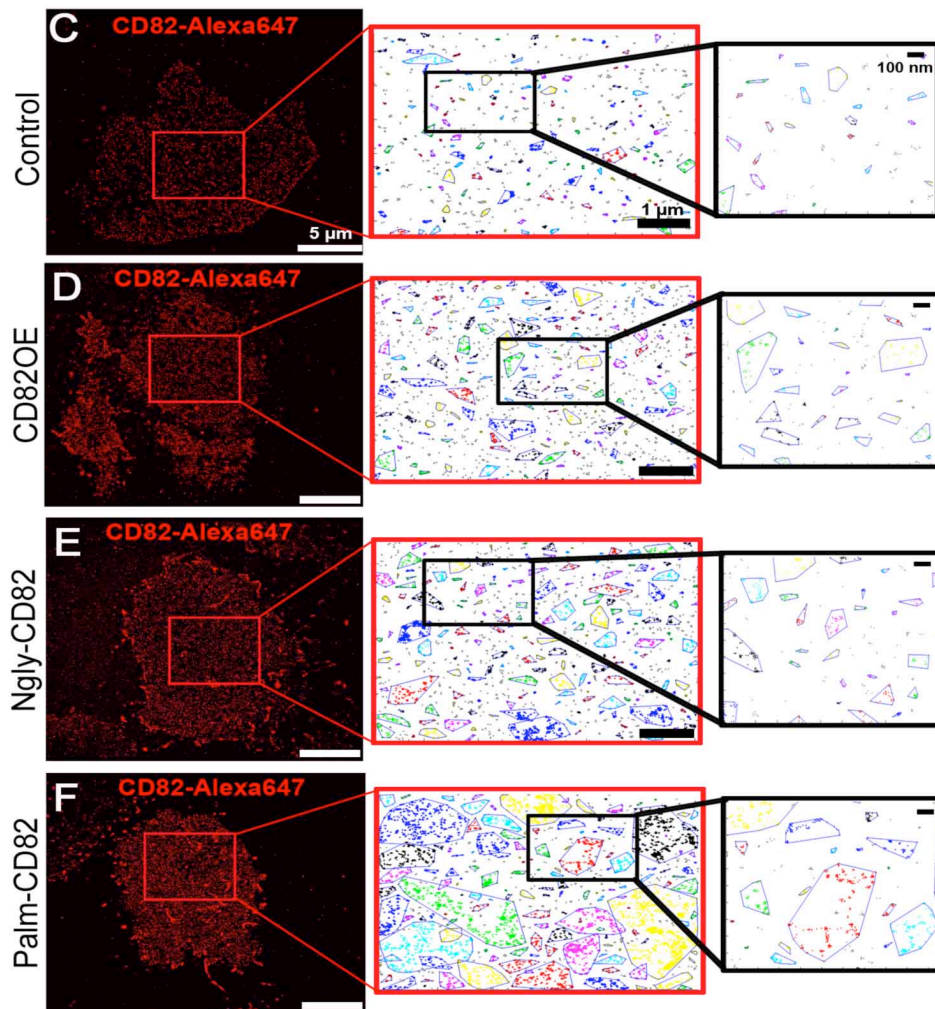 C
CD82-Alexa647
Control
5 µm
1 µm
100 nm
D
CD82-Alexa647
CD82OE
E
CD82-Alexa647
Ngly-CD82
F
CD82-Alexa647
Palm-CD82